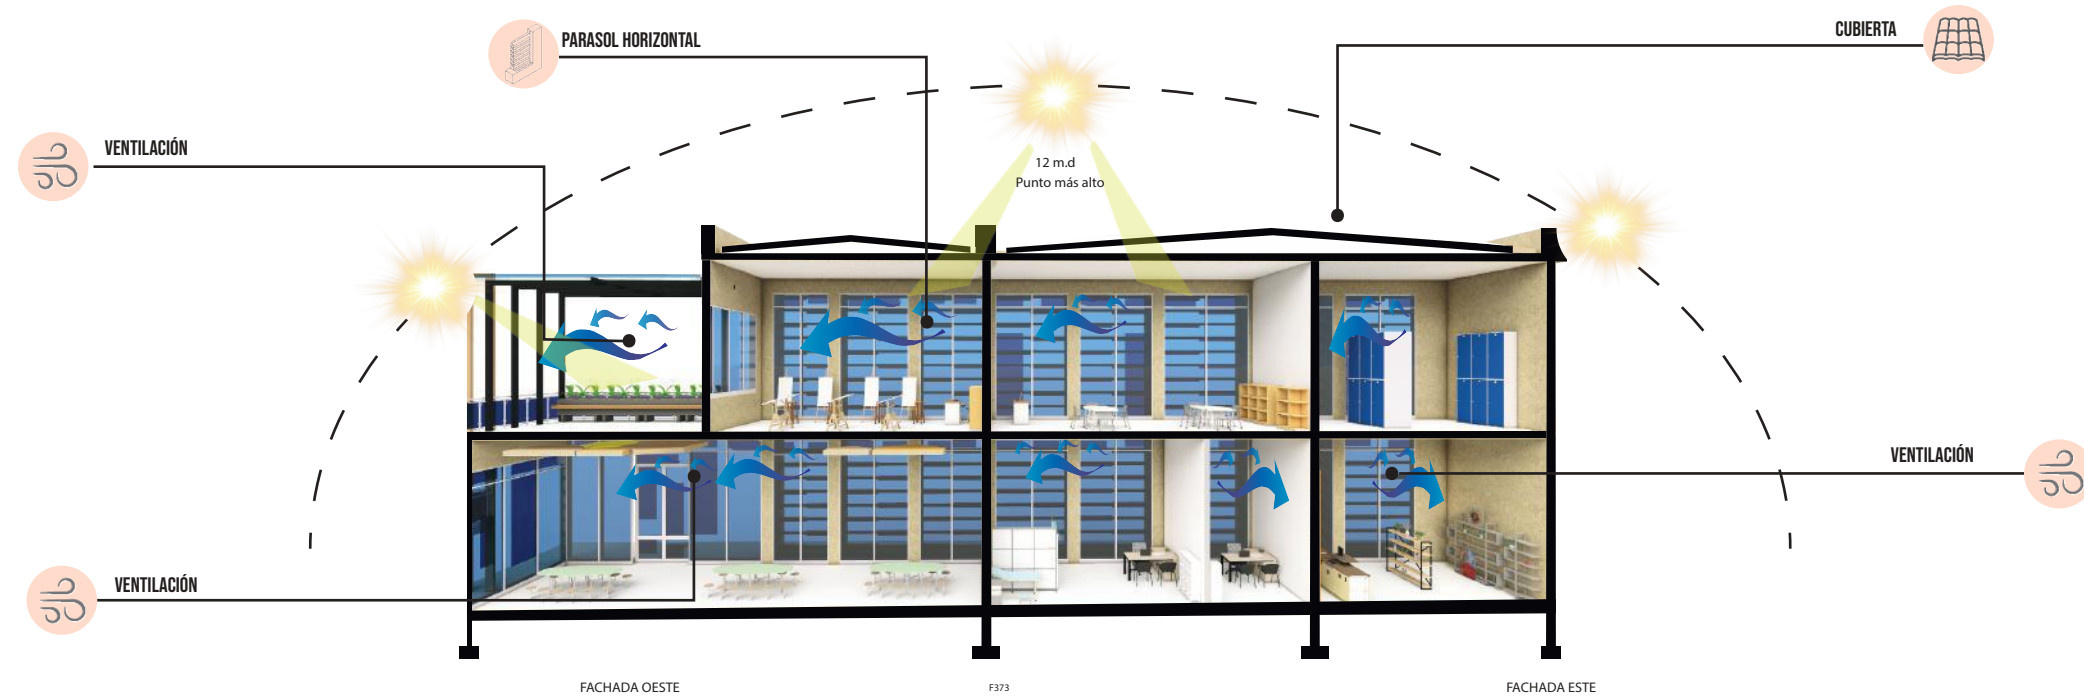 PARASOL HORIZONTAL
CUBIERTA
VENTILACIÓN
12 m.d
Punto más alto
VENTILACIÓN
VENTILACIÓN
FACHADA OESTE
F373
FACHADA ESTE